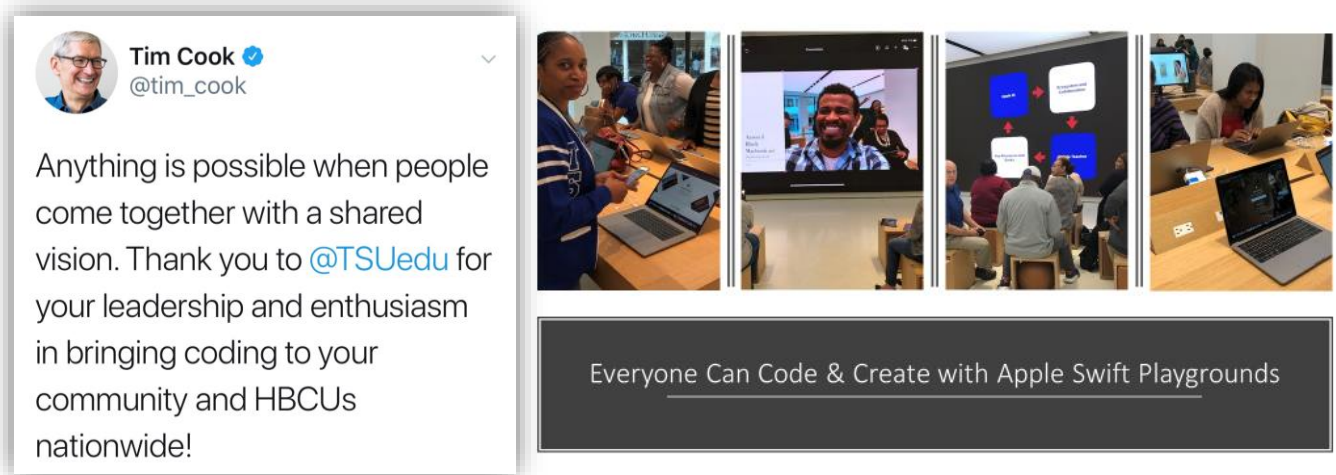 Tim Cook
@tim_cook
Anything is possible when people
come together with a shared
vision. Thank you to @TSUedu for
your leadership and enthusiasm
in bringing coding to your
community and HBCUs
nationwide!
Everyone Can Code & Create with Apple Swift Playgrounds